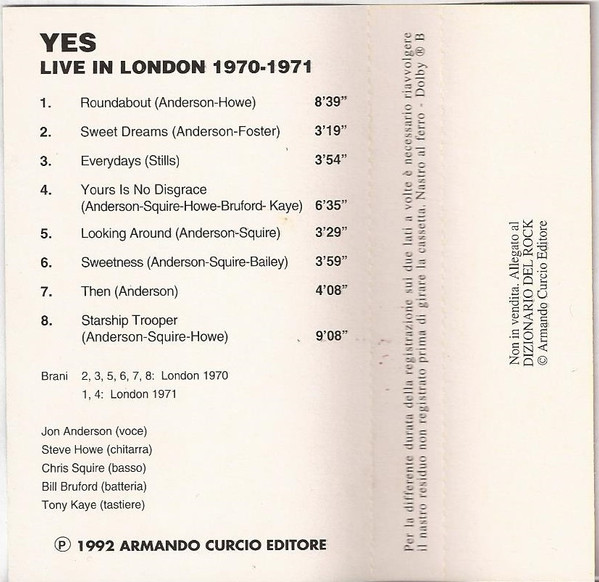 YES
LIVE IN LONDON 1970-1971
1. Roundabout (Anderson-Howe) 8'39"
2. Sweet Dreams (Anderson-Foster) 3'19"
3. Everydays (Stills) 3'54"
4. Yours Is No Disgrace
(Anderson-Squire-Howe-Bruford- Kaye) 6'35"
5. Looking Around (Anderson-Squire) 3'29"
6. Sweetness (Anderson-Squire-Bailey) 3'59"
7. Then (Anderson) 4'08"
8. Starship Trooper
(Anderson-Squire-Howe) 9'08"
Brani 2, 3, 5, 6, 7, 8: London 1970
1, 4: London 1971
Jon Anderson (voce)
Steve Howe (chitarra)
Chris Squire (basso)
Bill Bruford (batteria)
Tony Kaye (tastiere)
℗ 1992 ARMANDO CURCIO EDITORE
Per la differente durata della registrazione sui due lati a volte è necessario riavvolgere
il nastro residuo non registrato prima di girare la cassetta. Nastro al ferro - Dolby ® B
Non in vendita. Allegato al
DIZIONARIO DEL ROCK
© Armando Curcio Editore